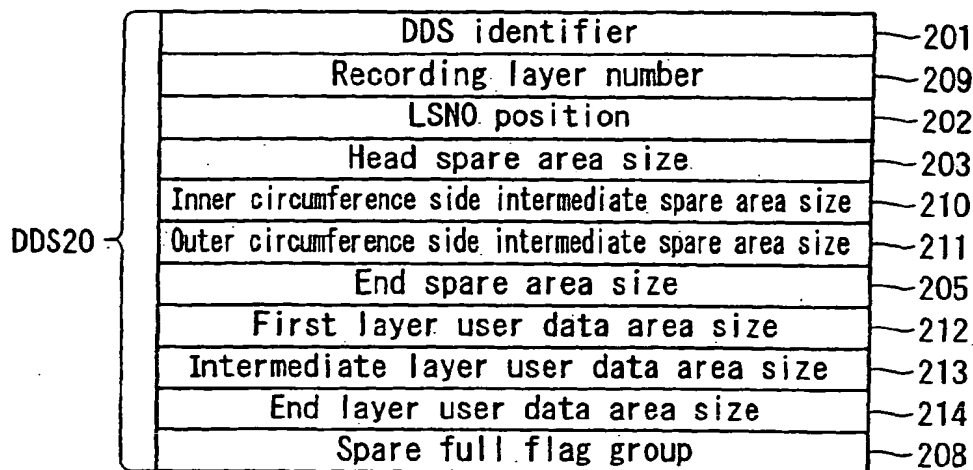 DDS identifier 201
Recording layer number 209
LSN0 position 202
Head spare area size 203
Inner circumference side intermediate spare area size 210
DDS20 Outer circumference side intermediate spare area size 211
End spare area size 205
First layer user data area size 212
Intermediate layer user data area size 213
End layer user data area size 214
Spare full flag group 208